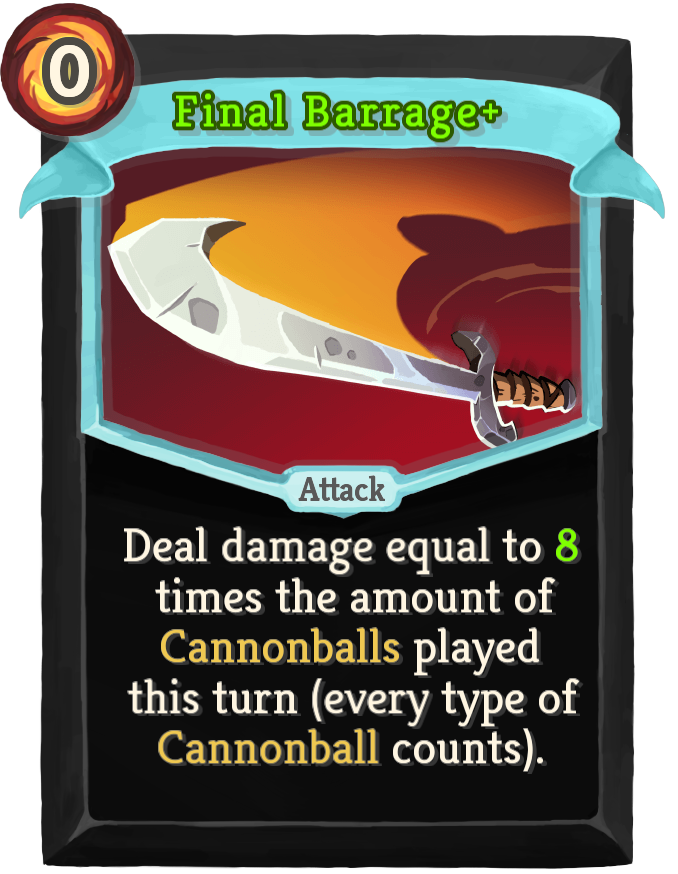 0
Final Barrage+
Attack
Deal damage equal to 8
times the amount of
Cannonballs played
this turn (every type of
Cannonball counts).